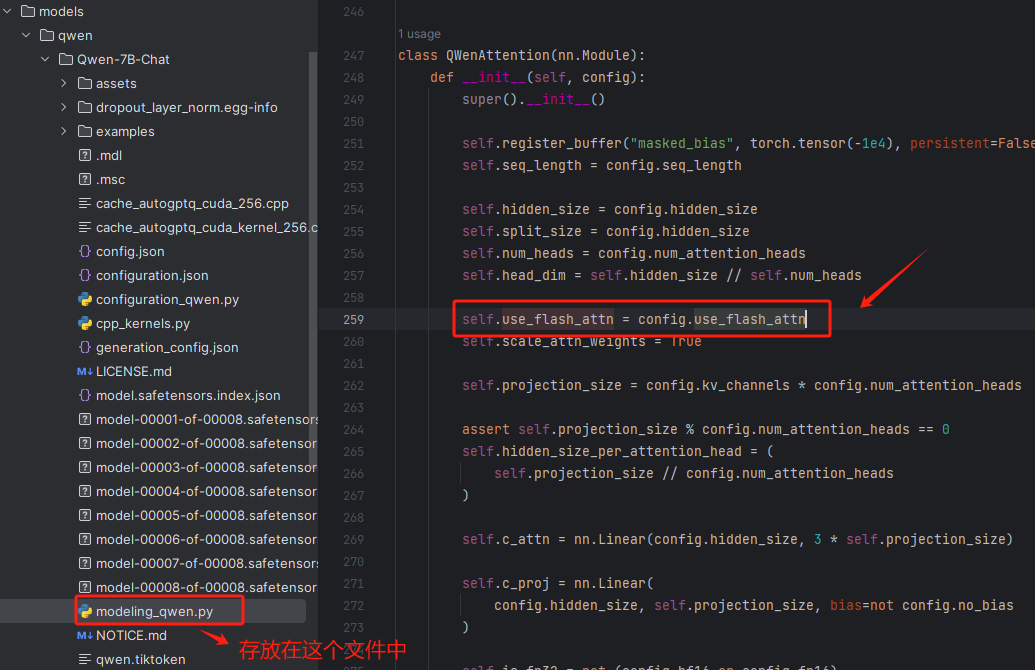 models
qwen
Qwen-7B-Chat
assets
dropout_layer_norm.egg-info
examples
.mdl
.msc
cache_autogptq_cuda_256.cpp
cache_autogptq_cuda_kernel_256.c
config.json
configuration.json
configuration_qwen.py
cpp_kernels.py
generation_config.json
LICENSE.md
model.safetensors.index.json
model-00001-of-00008.safetensors
model-00002-of-00008.safetensor
model-00003-of-00008.safetensor
model-00004-of-00008.safetensor
model-00005-of-00008.safetensor
model-00006-of-00008.safetensor
model-00007-of-00008.safetensors
model-00008-of-00008.safetensor
modeling_qwen.py
NOTICE.md
存放在这个文件中
qwen.tiktoken
246
1 usage
247 class QWenAttention(nn.Module):
248 def __init__(self, config):
249 super().__init__()
250
251 self.register_buffer("masked_bias", torch.tensor(-1e4), persistent=False
252 self.seq_length = config.seq_length
253
254 self.hidden_size = config.hidden_size
255 self.split_size = config.hidden_size
256 self.num_heads = config.num_attention_heads
257 self.head_dim = self.hidden_size // self.num_heads
258
259 self.use_flash_attn = config.use_flash_attn
260 self.scale_attn_weights = True
261
262 self.projection_size = config.kv_channels * config.num_attention_heads
263
264 assert self.projection_size % config.num_attention_heads == 0
265 self.hidden_size_per_attention_head = (
266 self.projection_size // config.num_attention_heads
267 )
268
269 self.c_attn = nn.Linear(config.hidden_size, 3 * self.projection_size)
270
271 self.c_proj = nn.Linear(
272 config.hidden_size, self.projection_size, bias=not config.no_bias
273 )
self.is_fp32 = not (config.bf16 or config.fp16)